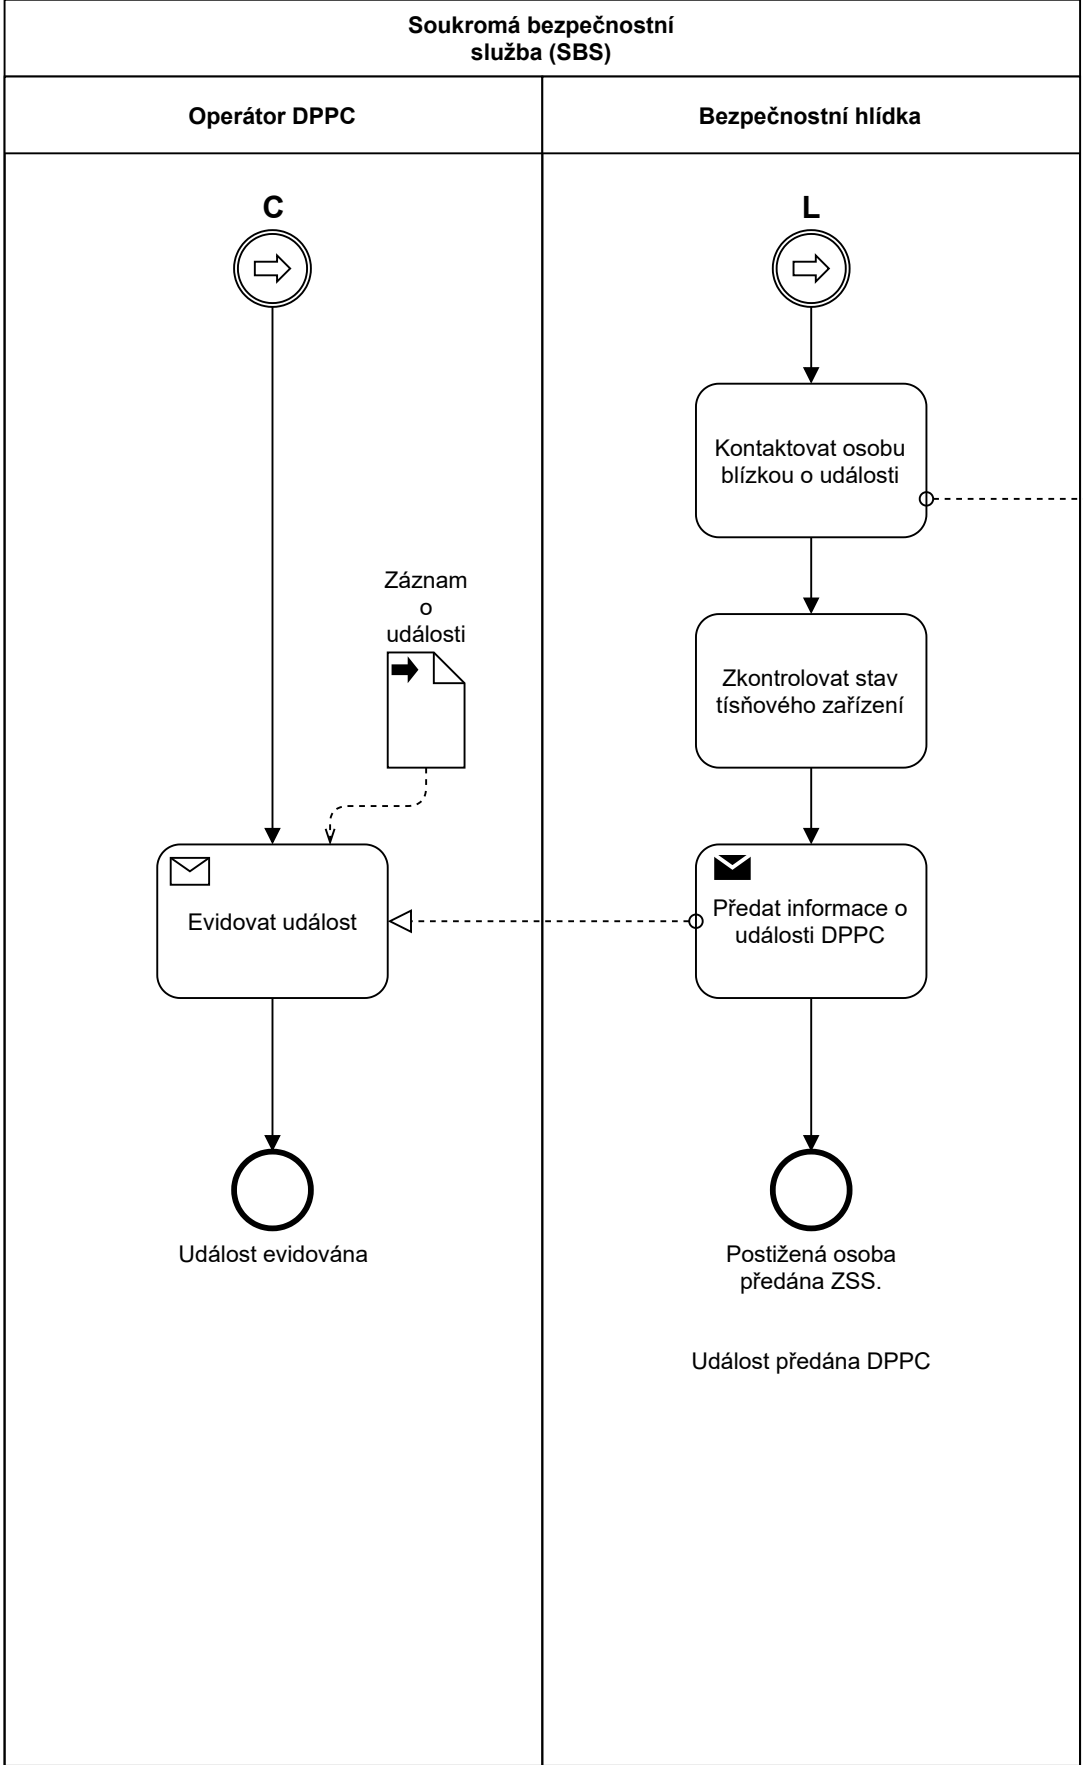 Soukromá bezpečnostní
služba (SBS)
Operátor DPPC
Bezpečnostní hlídka
C
L
Kontaktovat osobu
blízkou o události
Záznam
o
události
Zkontrolovat stav
tísňového zařízení
Evidovat událost
Předat informace o
události DPPC
Událost evidována
Postižená osoba
předána ZSS.
Událost předána DPPC